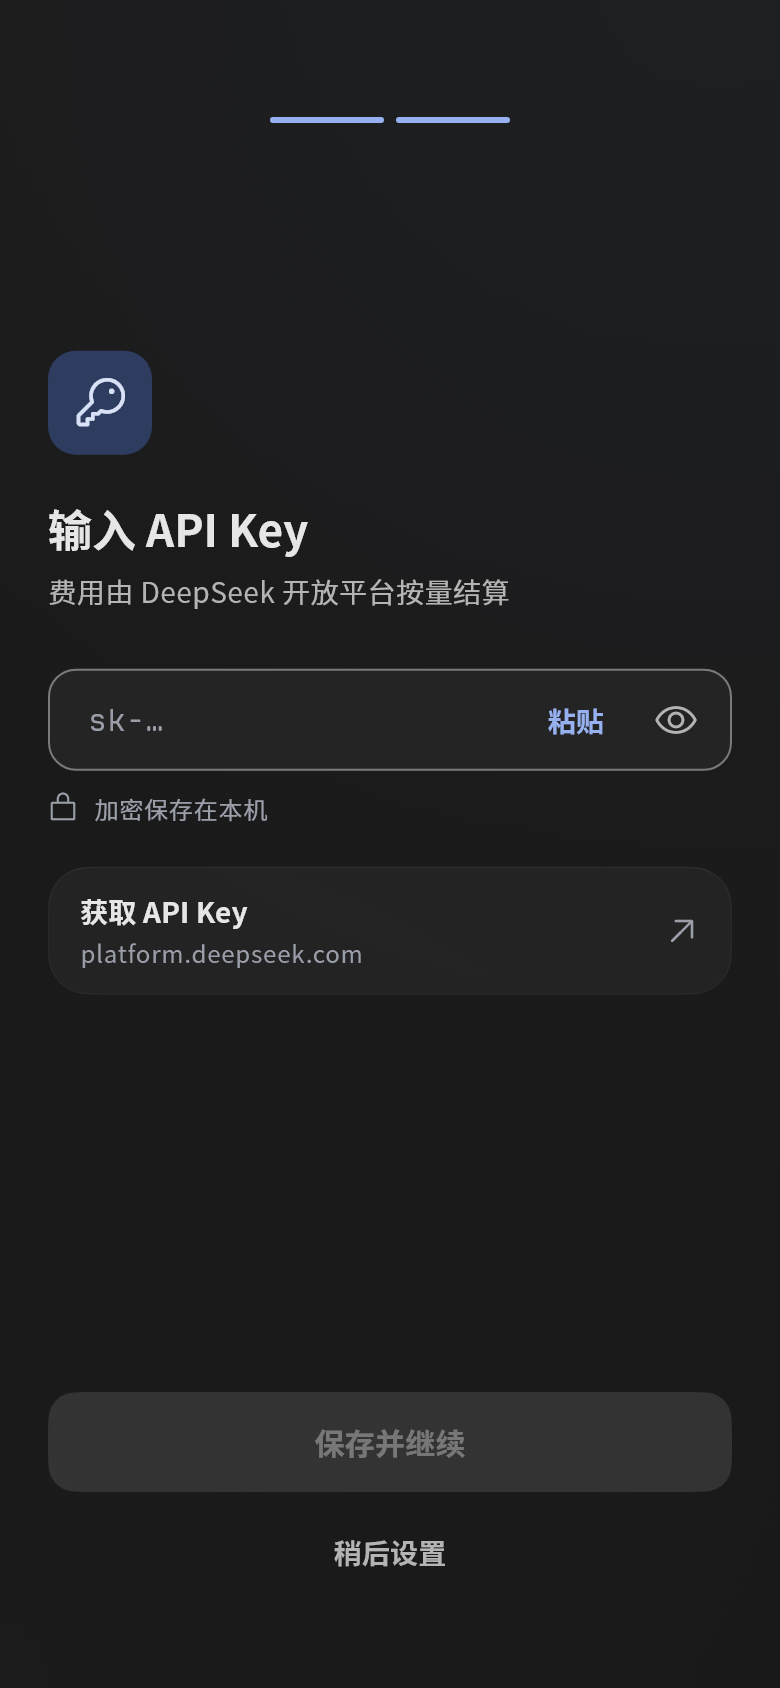 输入 API Key
费用由 DeepSeek 开放平台按量结算
sk-…
粘贴
加密保存在本机
获取 API Key
platform.deepseek.com
保存并继续
稍后设置